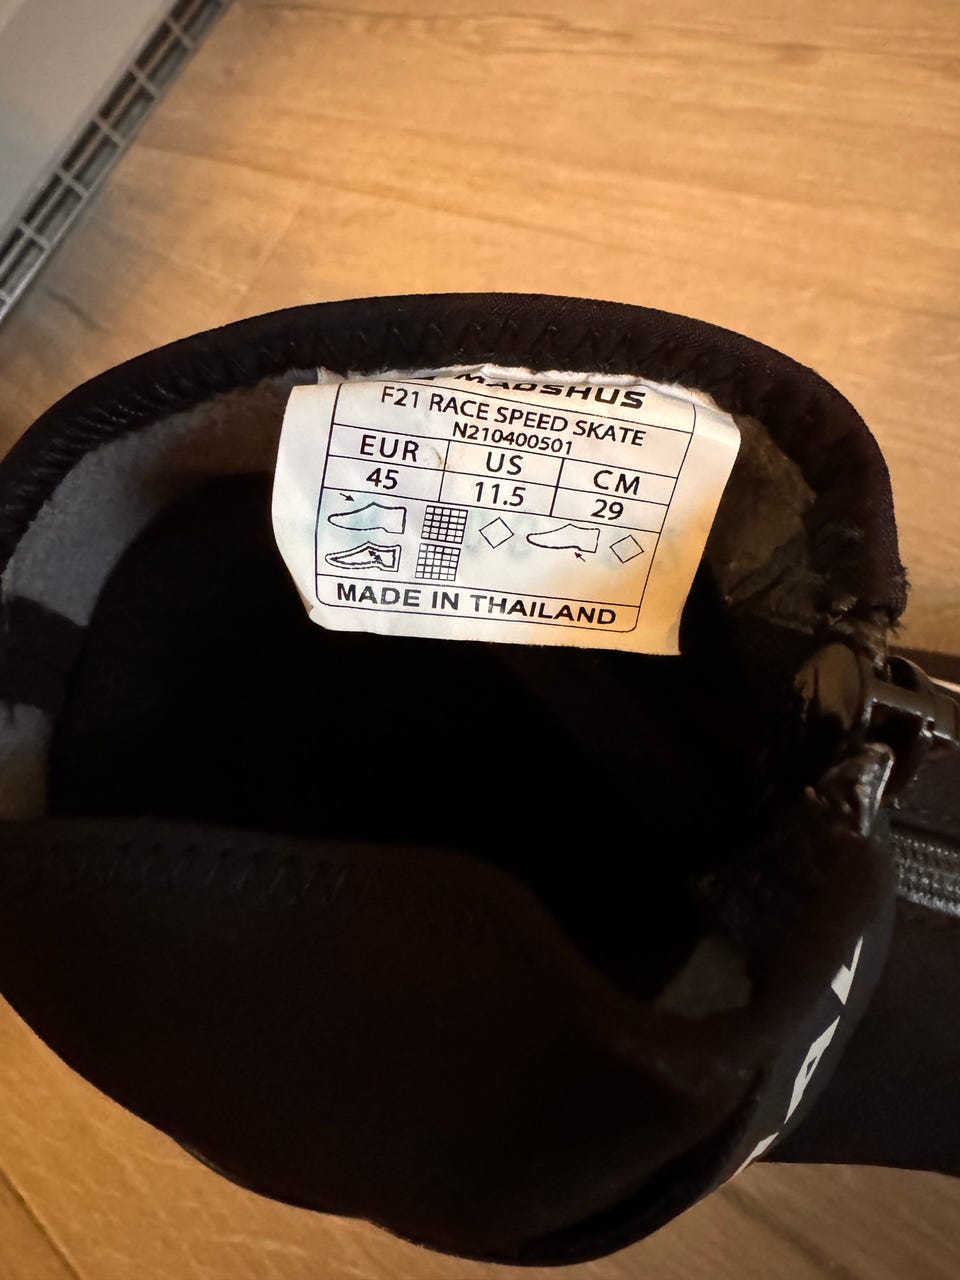 MADSHUS
F21 RACE SPEED SKATE
N210400501
EUR US CM
45 11.5 29
MADE IN THAILAND